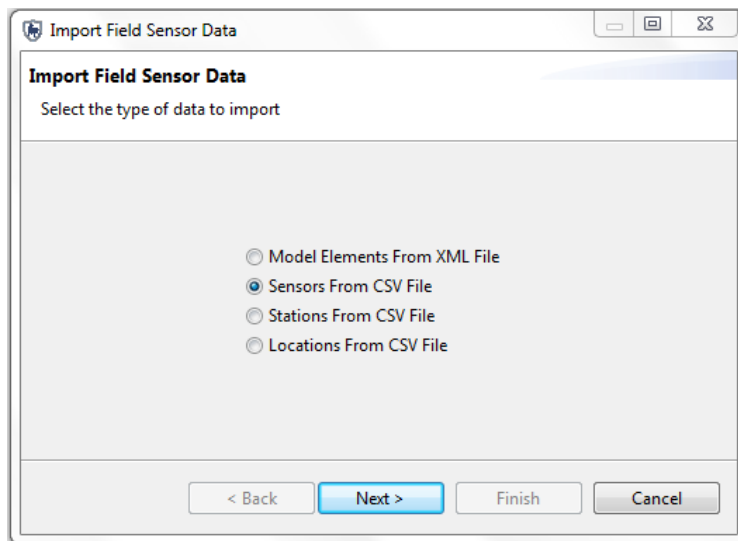 Import Field Sensor Data
Import Field Sensor Data
Select the type of data to import
Model Elements From XML File
Sensors From CSV File
Stations From CSV File
Locations From CSV File
< Back Next > Finish Cancel